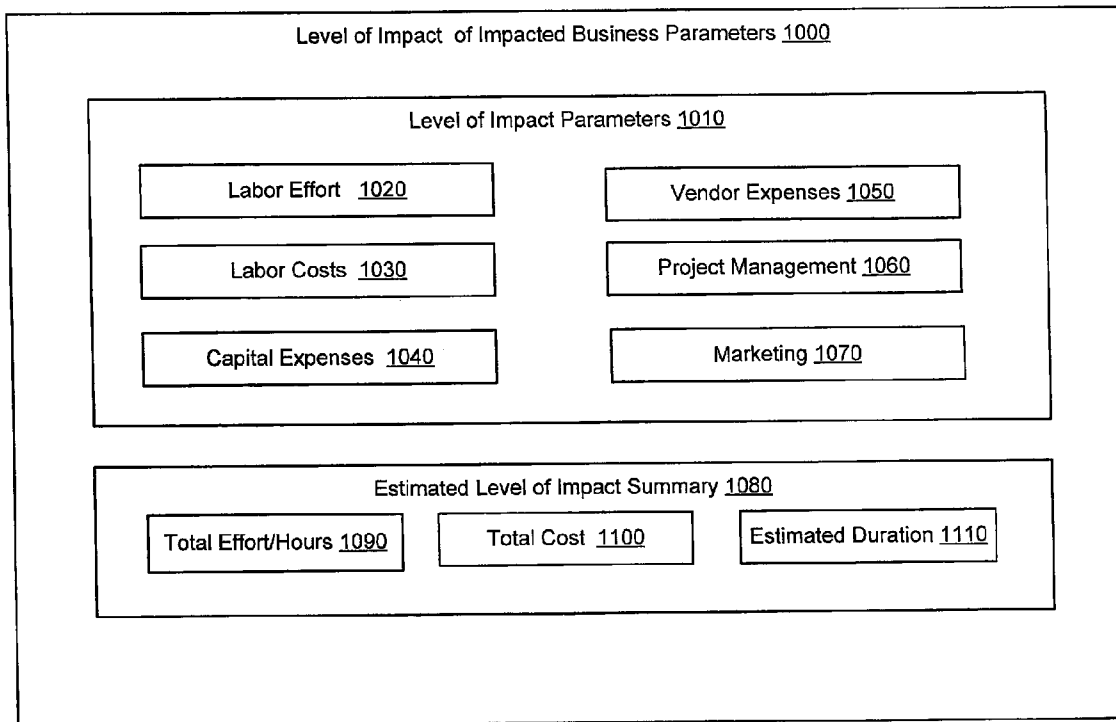 Level of Impact of Impacted Business Parameters 1000
Level of Impact Parameters 1010
Labor Effort 1020
Vendor Expenses 1050
Labor Costs 1030
Project Management 1060
Capital Expenses 1040
Marketing 1070
Estimated Level of Impact Summary 1080
Total Effort/Hours 1090
Total Cost 1100
Estimated Duration 1110